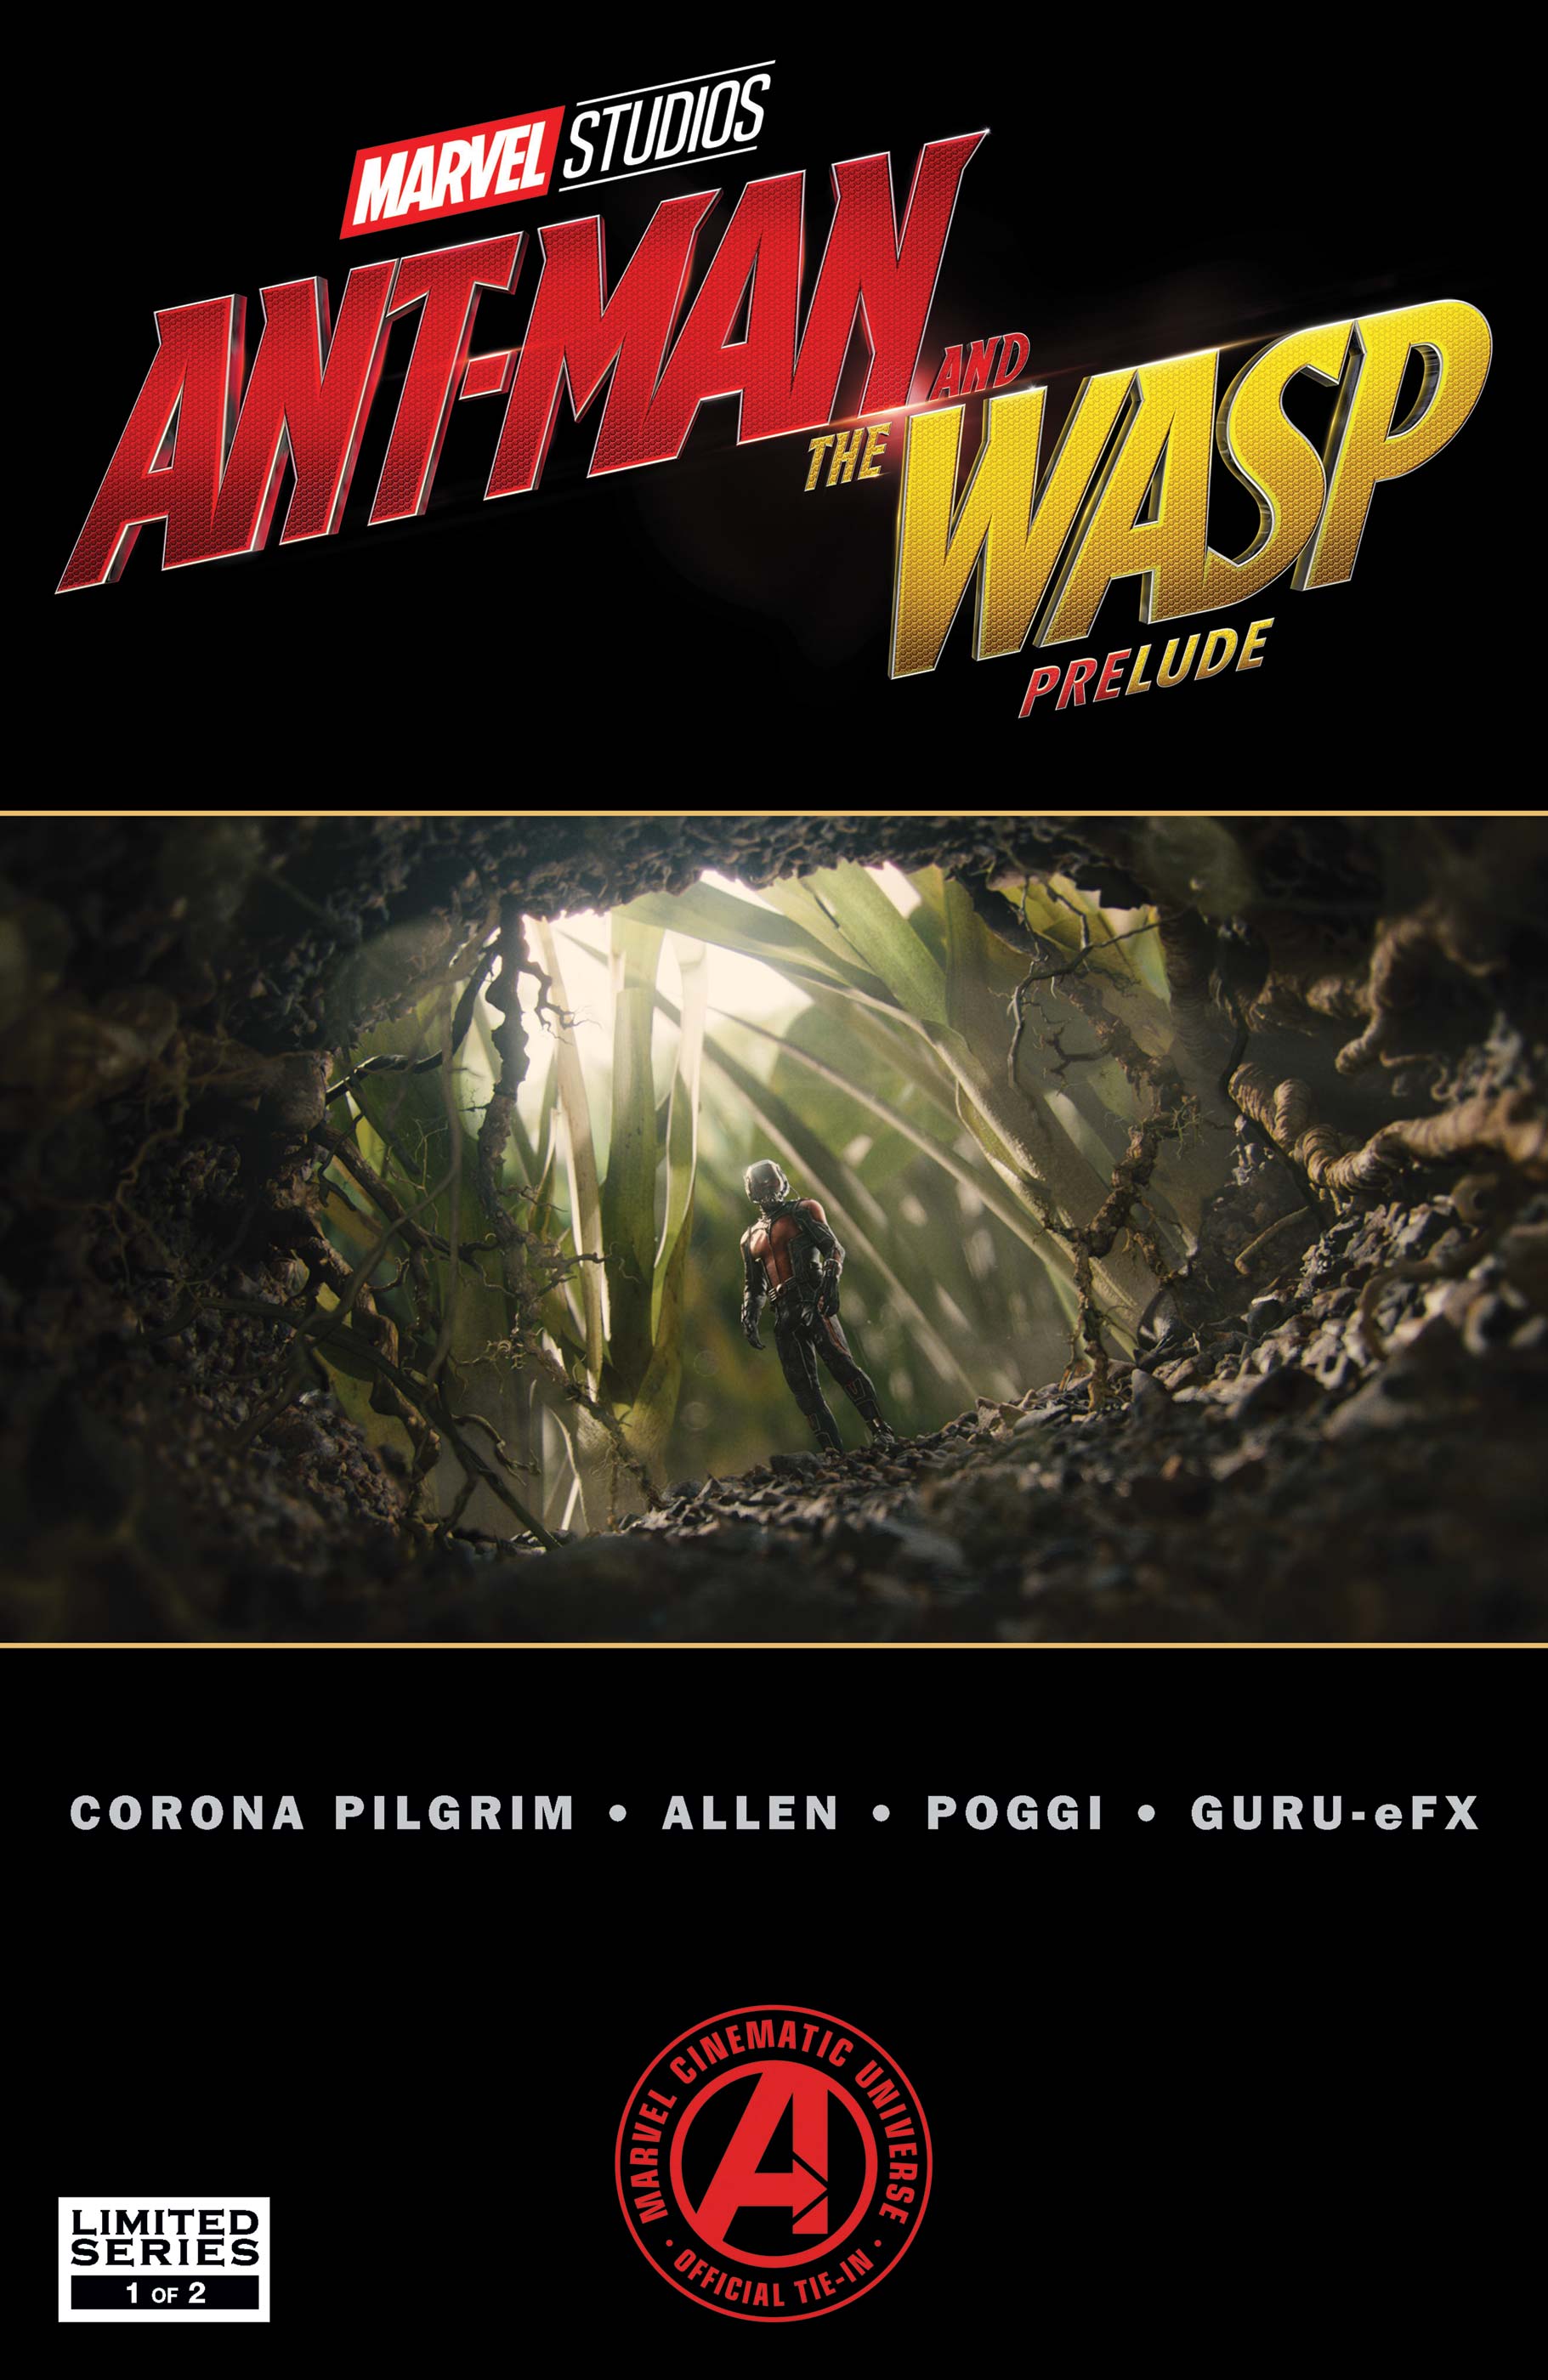 MARVEL STUDIOS
ANT-MAN
AND
THE WASP
PRELUDE
CORONA PILGRIM • ALLEN • POGGI • GURU-eFX
MARVEL CINEMATIC UNIVERSE
• OFFICIAL TIE-IN •
LIMITED
SERIES
1 OF 2